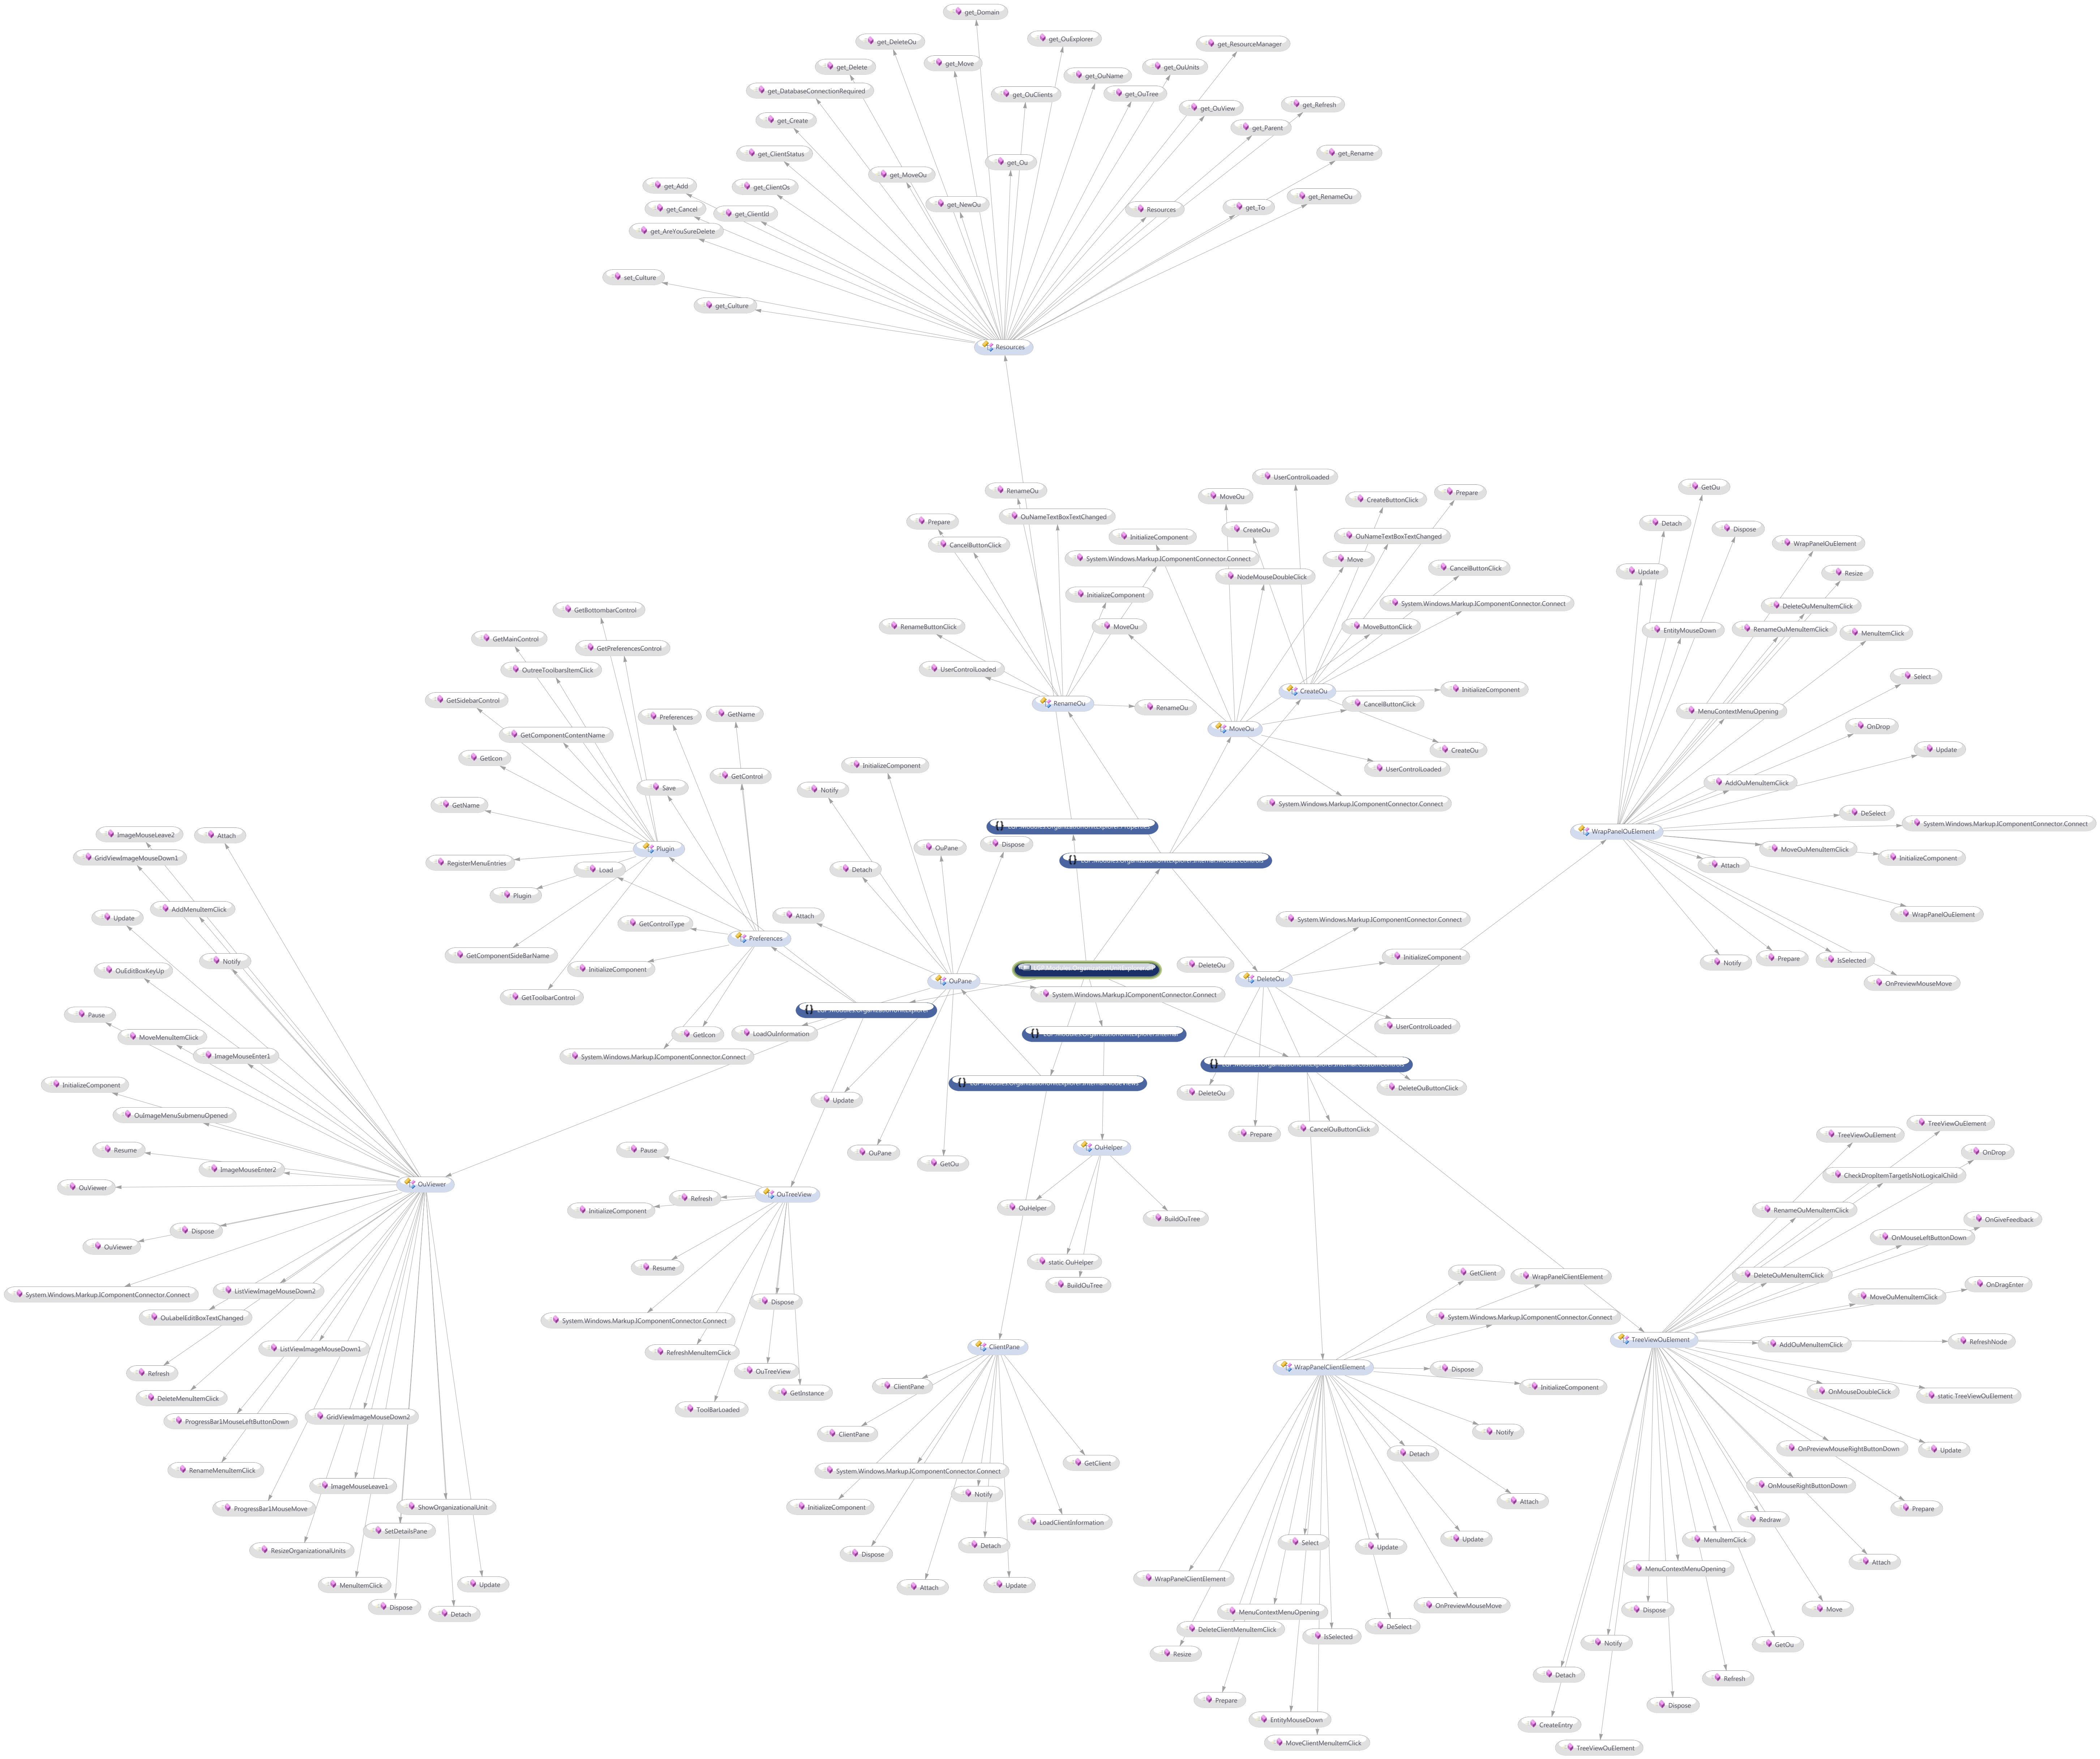 get_Domain
get_OuExplorer
get_DeleteOu
get_ResourceManager
get_Move
get_Delete
get_OuUnits
get_OuName
get_DatabaseConnectionRequired
get_OuClients
get_OuTree
get_Refresh
get_OuView
get_Create
get_Parent
get_ClientStatus
get_Rename
get_Ou
get_MoveOu
get_Add
get_ClientOs
get_RenameOu
get_NewOu
get_To
get_Cancel
get_ClientId
Resources
get_AreYouSureDelete
set_Culture
get_Culture
Resources
UserControlLoaded
GetOu
RenameOu
MoveOu
CreateButtonClick
Prepare
OuNameTextBoxTextChanged
Prepare
Detach
Dispose
CreateOu
OuNameTextBoxTextChanged
InitializeComponent
CancelButtonClick
WrapPanelOuElement
System.Windows.Markup.IComponentConnector.Connect
Move
CancelButtonClick
Update
Resize
NodeMouseDoubleClick
InitializeComponent
System.Windows.Markup.IComponentConnector.Connect
DeleteOuMenuItemClick
GetBottombarControl
RenameButtonClick
MoveOu
MoveButtonClick
EntityMouseDown
RenameOuMenuItemClick
MenuItemClick
GetMainControl
GetPreferencesControl
OutreeToolbarsItemClick
UserControlLoaded
Select
CreateOu
InitializeComponent
GetSidebarControl
RenameOu
RenameOu
CancelButtonClick
MenuContextMenuOpening
Preferences
GetName
MoveOu
OnDrop
GetComponentContentName
CreateOu
Update
GetIcon
InitializeComponent
UserControlLoaded
GetControl
AddOuMenuItemClick
Save
Notify
GetName
System.Windows.Markup.IComponentConnector.Connect
DeSelect
System.Windows.Markup.IComponentConnector.Connect
ImageMouseLeave2
Attach
WrapPanelOuElement
Dispose
OuPane
Plugin
MoveOuMenuItemClick
InitializeComponent
GridViewImageMouseDown1
RegisterMenuEntries
Attach
Load
Detach
Plugin
AddMenuItemClick
WrapPanelOuElement
Update
Attach
System.Windows.Markup.IComponentConnector.Connect
GetControlType
Preferences
GetComponentSideBarName
InitializeComponent
Notify
Prepare
IsSelected
Notify
DeleteOu
OuEditBoxKeyUp
InitializeComponent
DeleteOu
OuPane
OnPreviewMouseMove
GetToolbarControl
System.Windows.Markup.IComponentConnector.Connect
Pause
UserControlLoaded
LoadOuInformation
GetIcon
MoveMenuItemClick
ImageMouseEnter1
System.Windows.Markup.IComponentConnector.Connect
InitializeComponent
DeleteOuButtonClick
DeleteOu
Update
OuImageMenuSubmenuOpened
CancelOuButtonClick
TreeViewOuElement
Prepare
TreeViewOuElement
OuHelper
Resume
Pause
OuPane
OnDrop
GetOu
ImageMouseEnter2
CheckDropItemTargetIsNotLogicalChild
OuViewer
OuViewer
OuTreeView
Refresh
InitializeComponent
OuHelper
RenameOuMenuItemClick
BuildOuTree
OnGiveFeedback
Dispose
OnMouseLeftButtonDown
OuViewer
static OuHelper
Resume
GetClient
WrapPanelClientElement
DeleteOuMenuItemClick
BuildOuTree
OnDragEnter
System.Windows.Markup.IComponentConnector.Connect
ListViewImageMouseDown2
MoveOuMenuItemClick
Dispose
OuLabelEditBoxTextChanged
System.Windows.Markup.IComponentConnector.Connect
System.Windows.Markup.IComponentConnector.Connect
TreeViewOuElement
RefreshNode
AddOuMenuItemClick
ListViewImageMouseDown1
ClientPane
RefreshMenuItemClick
WrapPanelClientElement
Dispose
Refresh
OuTreeView
ClientPane
InitializeComponent
OnMouseDoubleClick
GetInstance
static TreeViewOuElement
DeleteMenuItemClick
ToolBarLoaded
GridViewImageMouseDown2
ProgressBar1MouseLeftButtonDown
Notify
ClientPane
OnPreviewMouseRightButtonDown
Update
Detach
GetClient
RenameMenuItemClick
System.Windows.Markup.IComponentConnector.Connect
ImageMouseLeave1
OnMouseRightButtonDown
Notify
Attach
InitializeComponent
ProgressBar1MouseMove
ShowOrganizationalUnit
Prepare
Redraw
LoadClientInformation
SetDetailsPane
Update
MenuItemClick
Select
Detach
Update
ResizeOrganizationalUnits
Dispose
Attach
MenuContextMenuOpening
WrapPanelClientElement
Update
MenuItemClick
Update
Attach
OnPreviewMouseMove
Dispose
Dispose
Move
MenuContextMenuOpening
Detach
DeSelect
DeleteClientMenuItemClick
IsSelected
Notify
GetOu
Resize
Detach
Refresh
Prepare
Dispose
EntityMouseDown
CreateEntry
MoveClientMenuItemClick
TreeViewOuElement